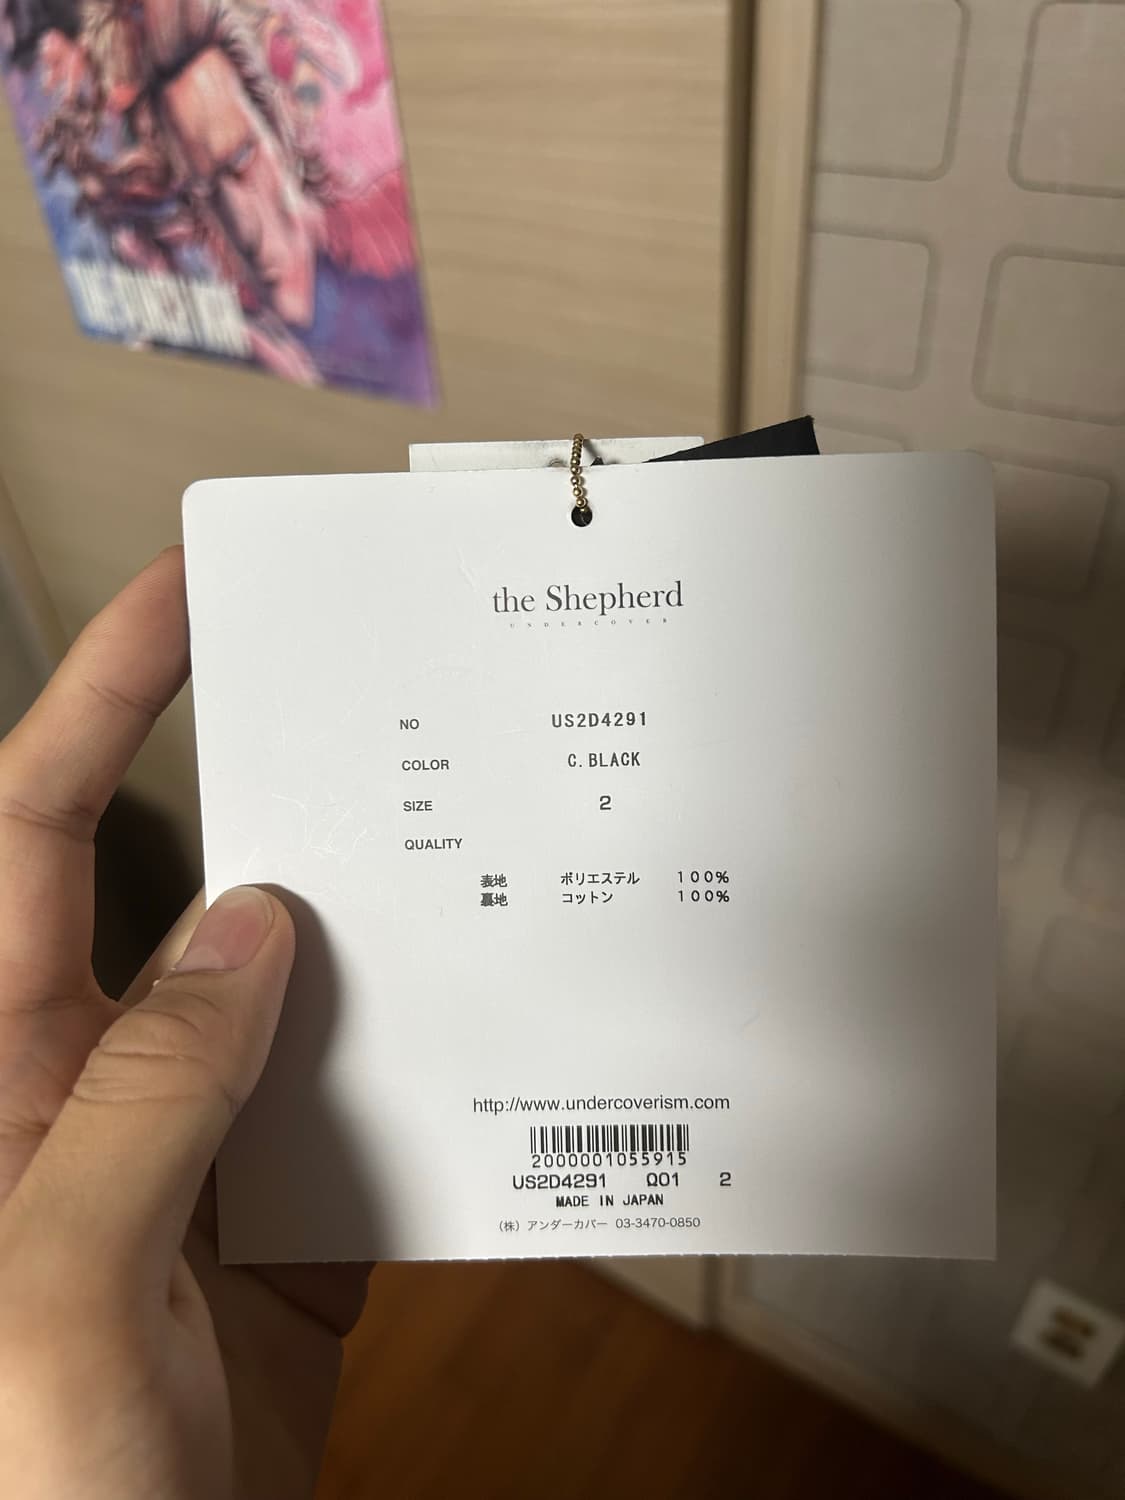 the Shepherd
UNDERCOVER
NO US2D4291
COLOR C. BLACK
SIZE 2
QUALITY
表地 ポリエステル 100%
裏地 コットン 100%
http://www.undercoverism.com
2000001055915
US2D4291 Q01 2
MADE IN JAPAN
(株) アンダーカバー 03-3470-0850